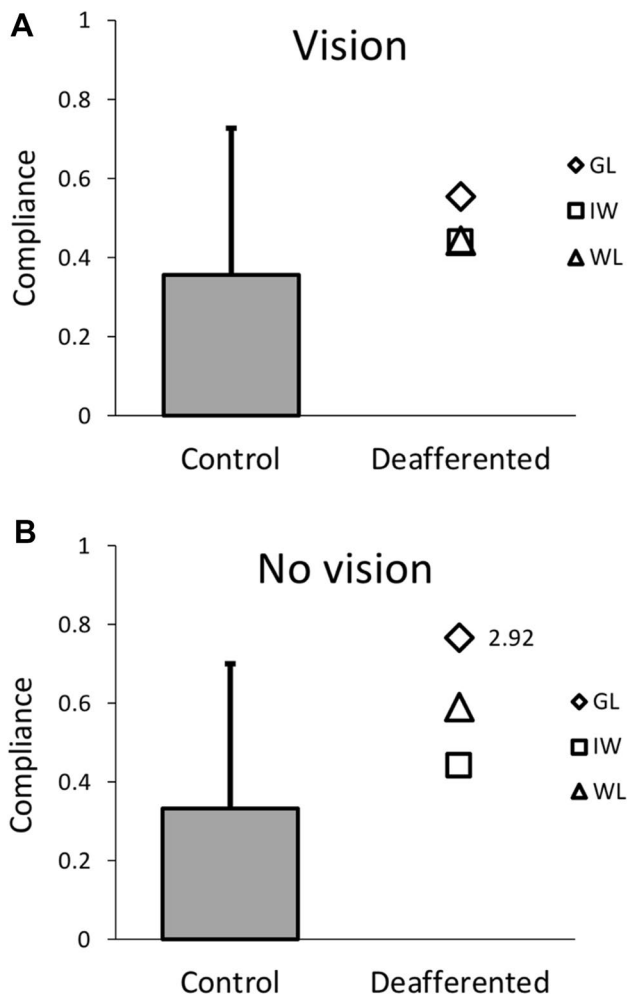 A
Vision
1
0.8
0.6
0.4
0.2
0
Compliance
GL
IW
WL
Control Deafferented
B
No vision
1
0.8
0.6
0.4
0.2
0
Compliance
2.92
GL
IW
WL
Control Deafferented